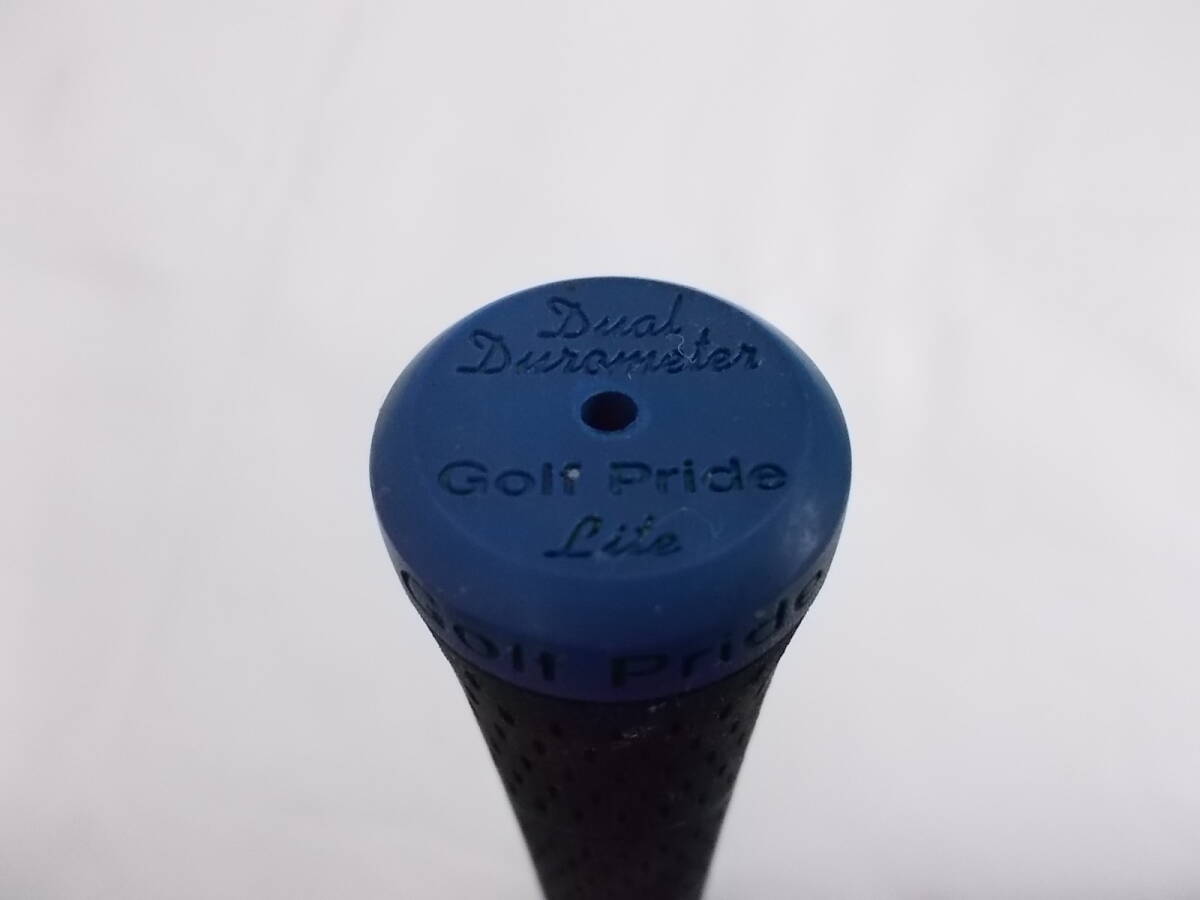 Dual
Durometer
Golf Pride
Lite
Golf Pride